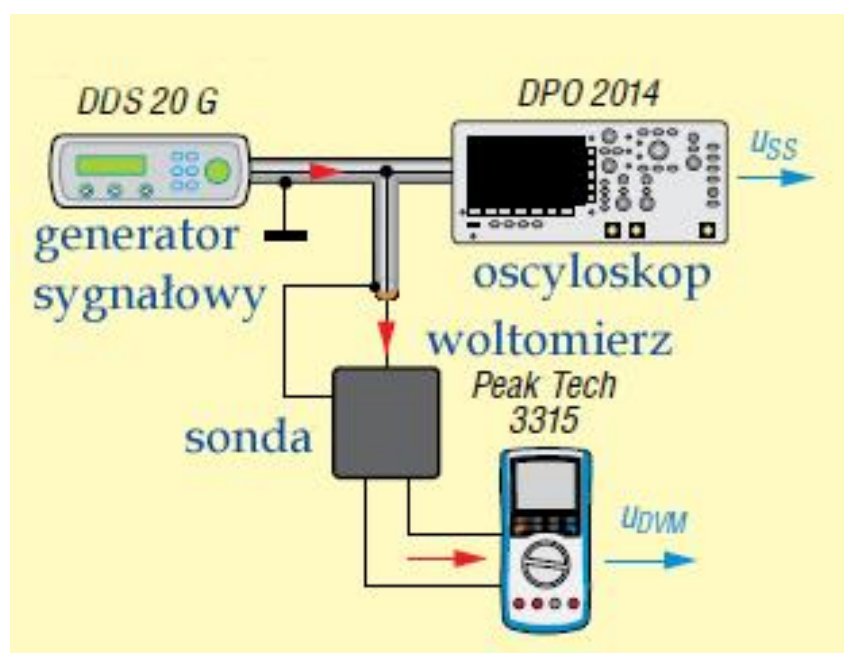 DDS 20 G
DPO 2014
uSS
generator
sygnałowy
oscyloskop
woltomierz
Peak Tech
3315
sonda
uDVM